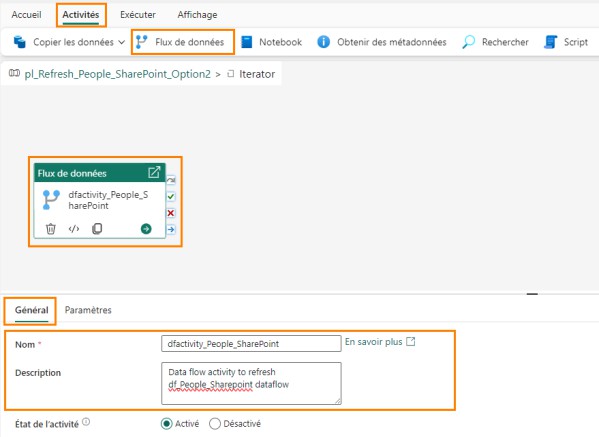 Accueil Activités Exécuter Affichage
Copier les données Flux de données Notebook Obtenir des métadonnées Rechercher Script
pl_Refresh_People_SharePoint_Option2 > Iterator
Flux de données
dfactivity_People_S
harePoint
Général Paramètres
Nom * dfactivity_People_SharePoint En savoir plus
Description Data flow activity to refresh
df_People_Sharepoint dataflow
État de l'activité Activé Désactivé